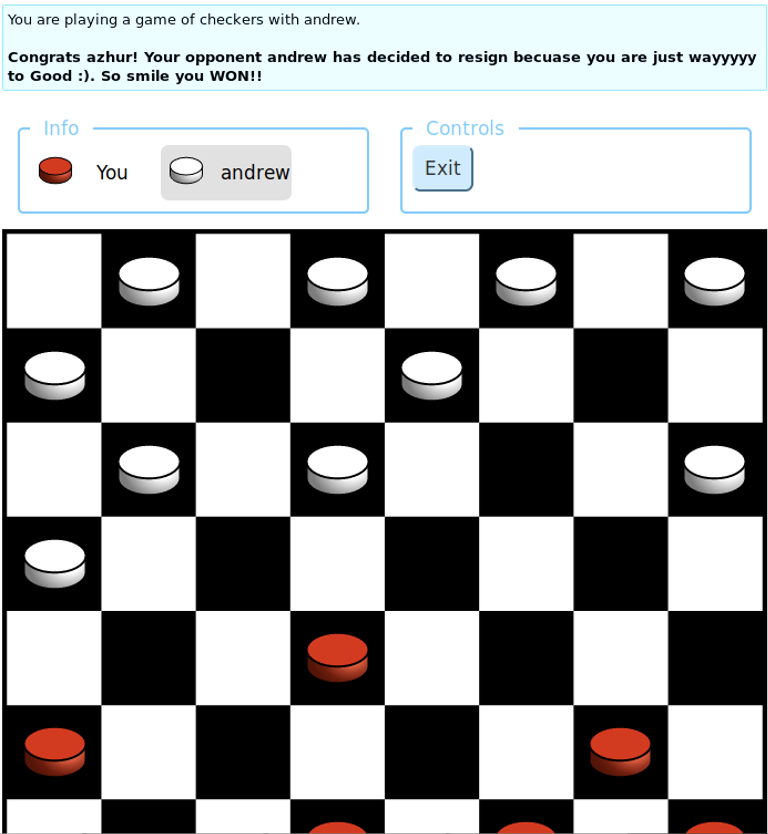 You are playing a game of checkers with andrew.
Congrats azhur! Your opponent andrew has decided to resign becuase you are just wayyyyy
to Good :). So smile you WON!!
Info
Controls
You
andrew
Exit